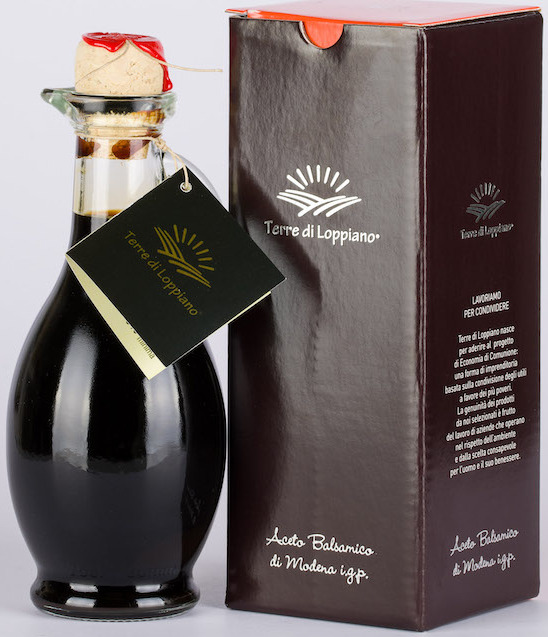 Terre di Loppiano®
Terre di Loppiano®
Aceto Balsamico
di Modena i.g.p.
Terre di Loppiano®
LAVORIAMO
PER CONDIVIDERE
Terre di Loppiano nasce
per aderire al progetto
di Economia di Comunione:
una forma di imprenditoria
basata sulla condivisione degli utili
a favore dei più poveri.
La genuinità dei prodotti
da noi selezionati è frutto
del lavoro di aziende che operano
nel rispetto dell'ambiente
e dalla scelta consapevole
per l'uomo e il suo benessere.
Aceto Balsamico
di Modena i.g.p.